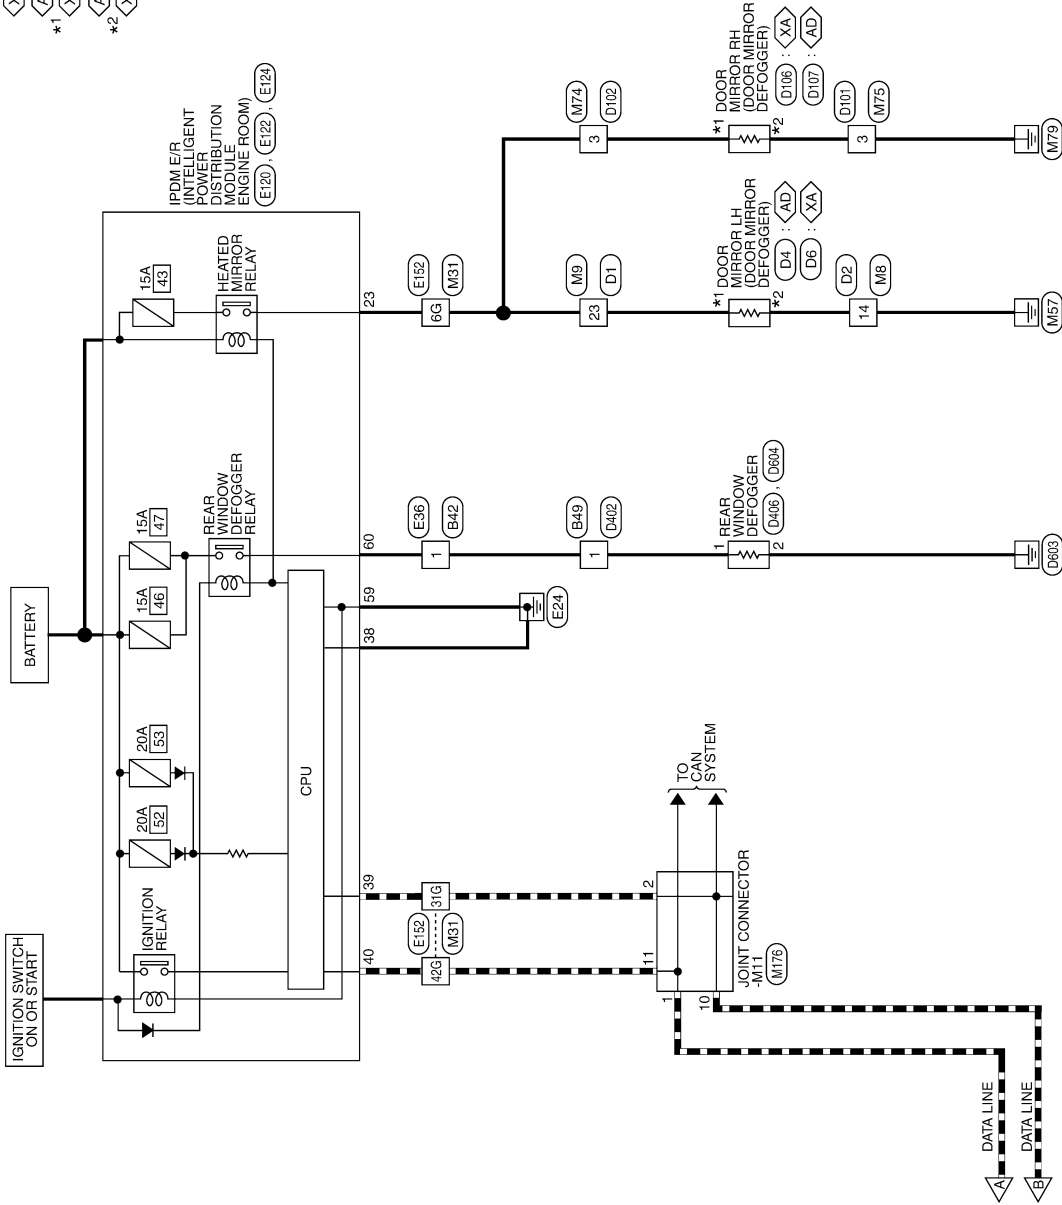 IGNITION SWITCH
ON OR START
BATTERY
IGNITION
RELAY
20A
52
20A
53
15A
46
15A
47
REAR
WINDOW
DEFOGGER
RELAY
15A
43
HEATED
MIRROR
RELAY
IPDM E/R
(INTELLIGENT
POWER
DISTRIBUTION
MODULE
ENGINE ROOM)
E120 , E122 , E124
CPU
40
39
38
59
60
23
E24
42G
31G
E152
M31
1
E36
B42
6G
E152
M31
1
B49
D402
23
M9
D1
3
M74
D102
11
2
1
10
JOINT CONNECTOR
-M11
M176
TO
CAN
SYSTEM
1
2
REAR
WINDOW
DEFOGGER
D406 , D604
*1
*2
DOOR
MIRROR LH
(DOOR MIRROR
DEFOGGER)
D4 : AD
D6 : XA
*1
*2
DOOR
MIRROR RH
(DOOR MIRROR
DEFOGGER)
D106 : XA
D107 : AD
14
D2
M8
3
D101
M75
D603
M57
M79
DATA LINE
A
DATA LINE
B
*1
*2